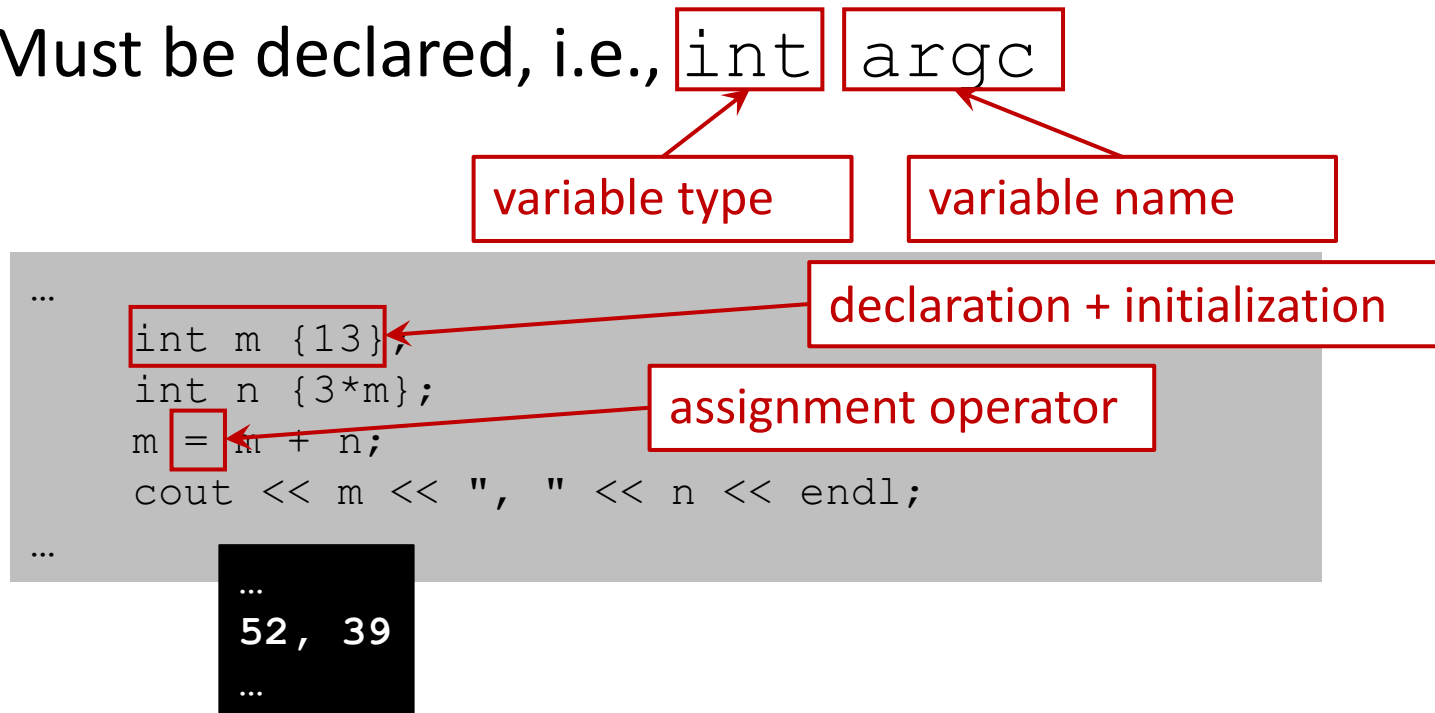 Must be declared, i.e., int argc
variable type
variable name
…
int m {13};
declaration + initialization
int n {3*m};
assignment operator
m = m + n;
cout << m << ", " << n << endl;
…
…
52, 39
…